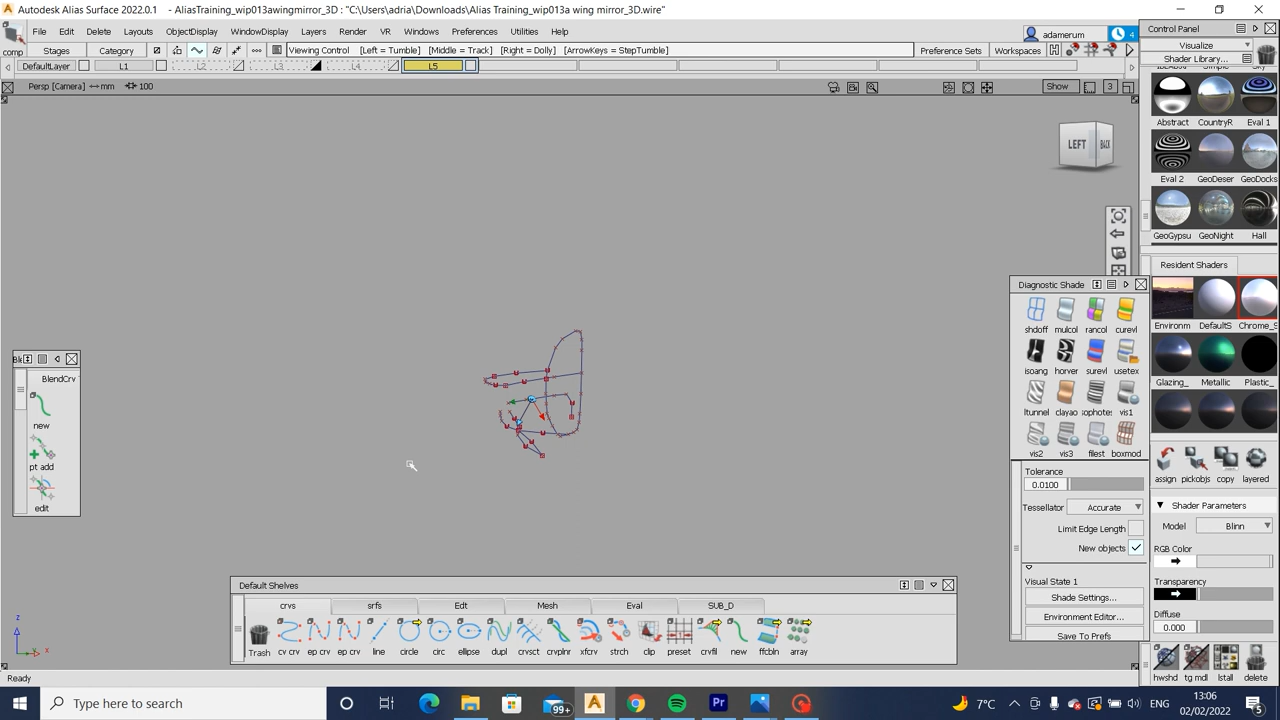 Autodesk Alias Surface 2022.0.1 - AliasTraining_wip013awingmirror_3D : "C:\Users\adria\Downloads\Alias Training_wip013a wing mirror_3D.wire"
File Edit Delete Layouts ObjectDisplay WindowDisplay Render VR Windows Preferences Utilities Help
adamerum 4
comp Stages Category Viewing Control [Left = Tumble] [Middle = Track] [Right = Dolly] [ArrowKeys = StepTumble] Preference Sets Workspaces
DefaultLayer L1 L2 L3 L4 L5
Persp [Camera] mm 100 Show 3
Control Panel
Visualize
Shader Library...
Abstract CountryR Eval 1
Eval 2 GeoDeser GeoDocks
GeoGypsu GeoNight Hall
Resident Shaders
Environm DefaultS Chrome_S
Glazing_ Metallic Plastic_
assign pickobjs copy layered
Shader Parameters
Model Blinn
RGB Color
Transparency
Diffuse
0.000
hwshd tg mdl lstall delete
LEFT BACK
Diagnostic Shade
shdoff mulcol rancol curevl
isoang horver surevl usetex
ltunnel clayao sophotes vis1
vis2 vis3 filest boxmod
Tolerance
0.0100
Tessellator Accurate
Limit Edge Length
New objects
Visual State 1
Shade Settings...
Environment Editor...
Save To Prefs
BlendCrv
new
pt add
edit
Default Shelves
crvs srfs Edt Mesh Eval SUB_D
Trash cv crv ep crv ep crv line circle circ ellipse dupl crvsct crvplnr xfcrv strch clip preset crvfil new ffcbln array
z
x
Ready
Type here to search
99+
7°C
ENG
13:06
02/02/2022